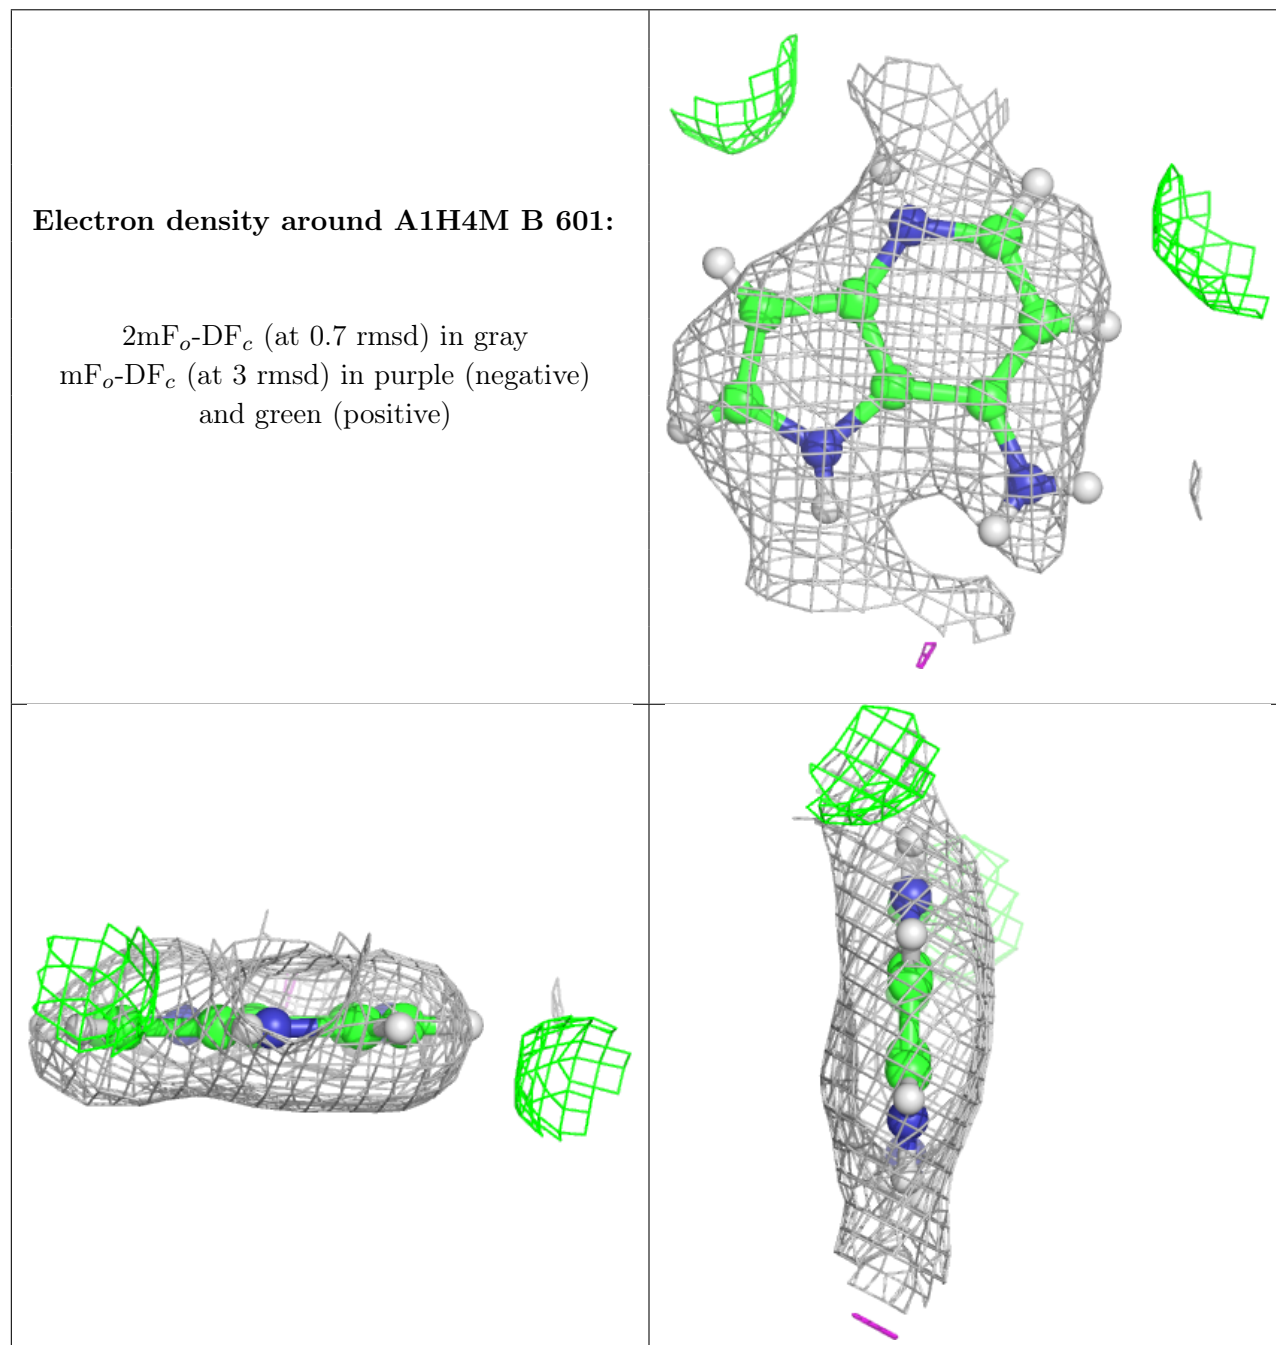 Electron density around A1H4M B 601:
2mFo-DFc (at 0.7 rmsd) in gray
mFo-DFc (at 3 rmsd) in purple (negative)
and green (positive)